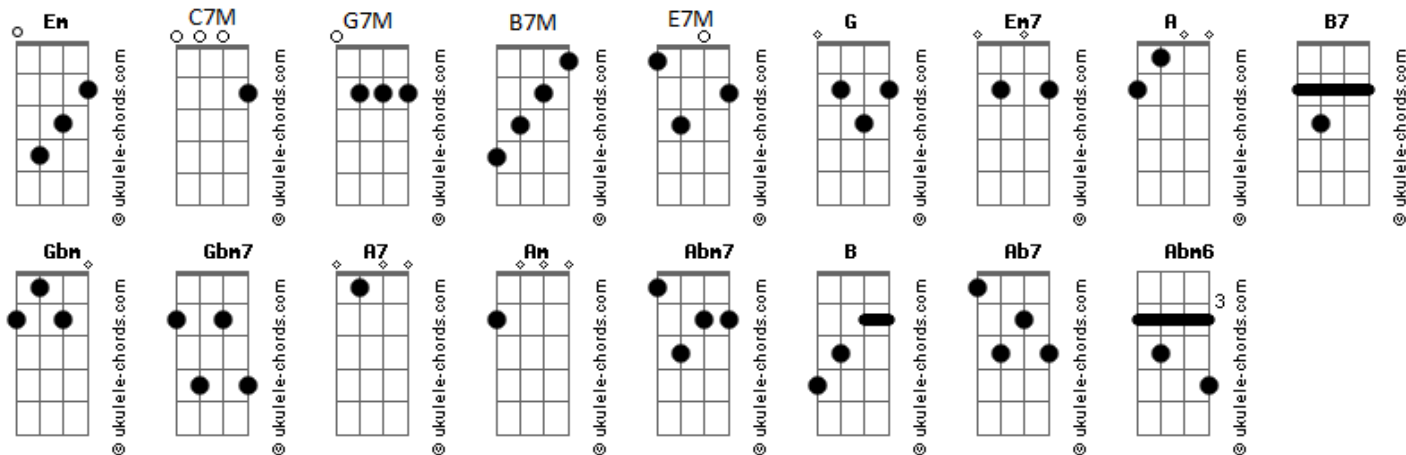 Em C7M G7M B7M E7M G Em7 A B7
© ukulele-chords.com © ukulele-chords.com © ukulele-chords.com © ukulele-chords.com © ukulele-chords.com © ukulele-chords.com © ukulele-chords.com © ukulele-chords.com © ukulele-chords.com
Gbm Gbm7 A7 Am Abm7 B Ab7 Abm6
3
© ukulele-chords.com © ukulele-chords.com © ukulele-chords.com © ukulele-chords.com © ukulele-chords.com © ukulele-chords.com © ukulele-chords.com © ukulele-chords.com